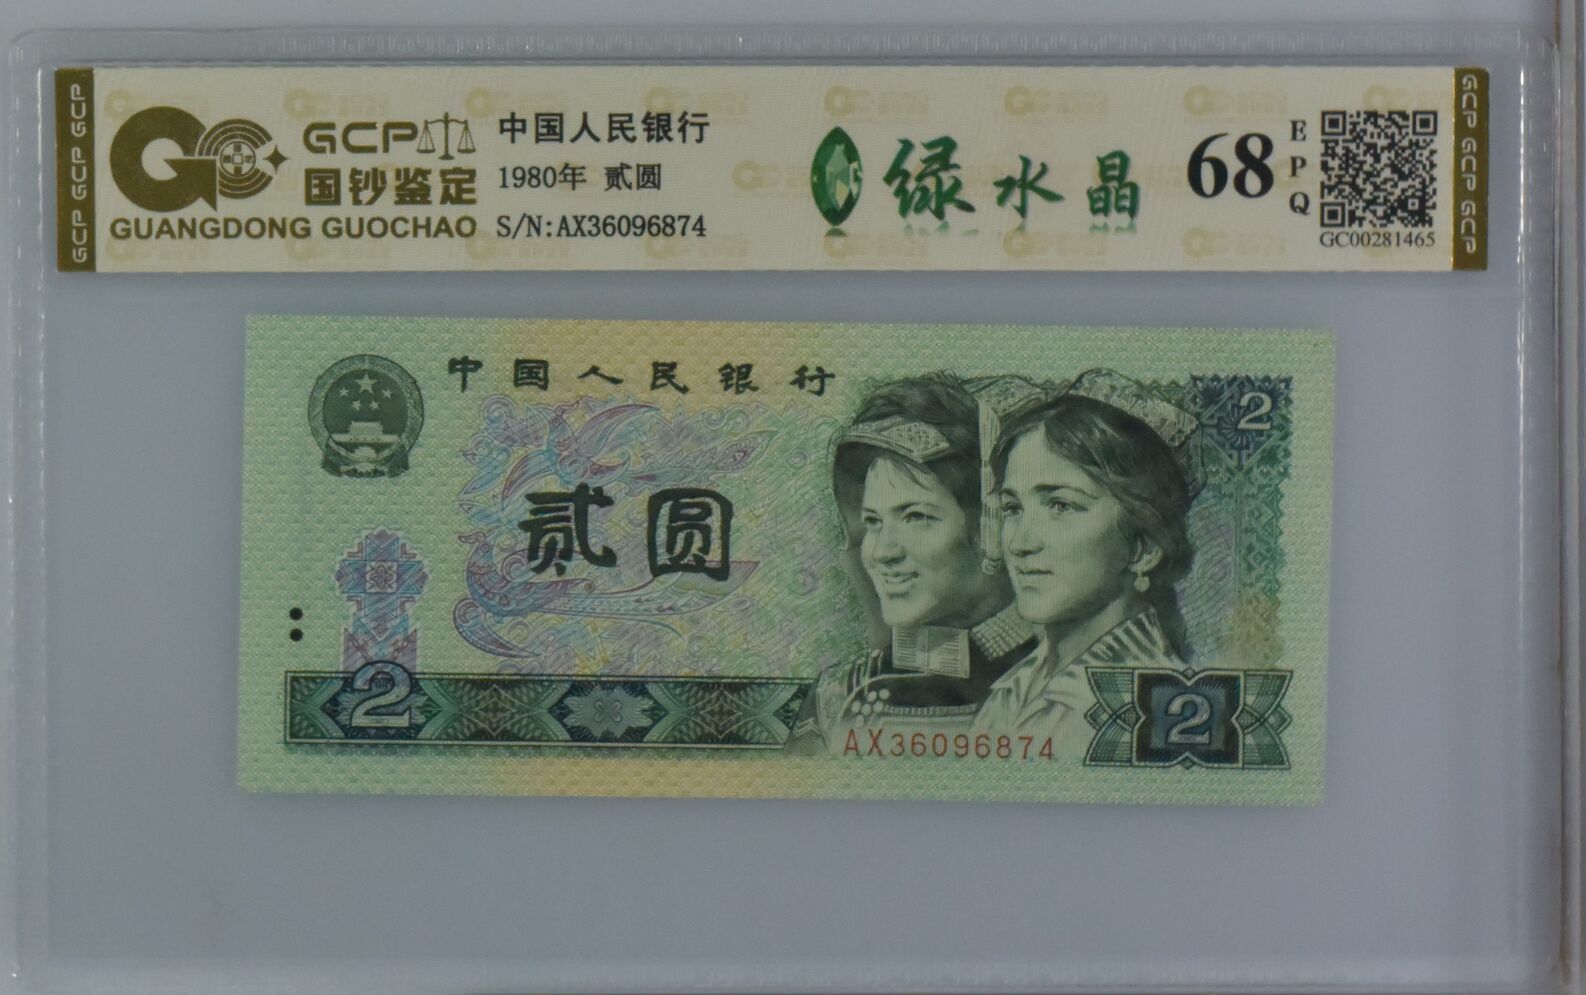 GCP GCP GCP
GCP
国钞鉴定
GUANGDONG GUOCHAO
中国人民银行
1980年 贰圆
S/N:AX36096874
绿水晶
68
EPQ
GC00281465
GCP GCP GCP
中国人民银行
2
贰圆
2
AX36096874
2